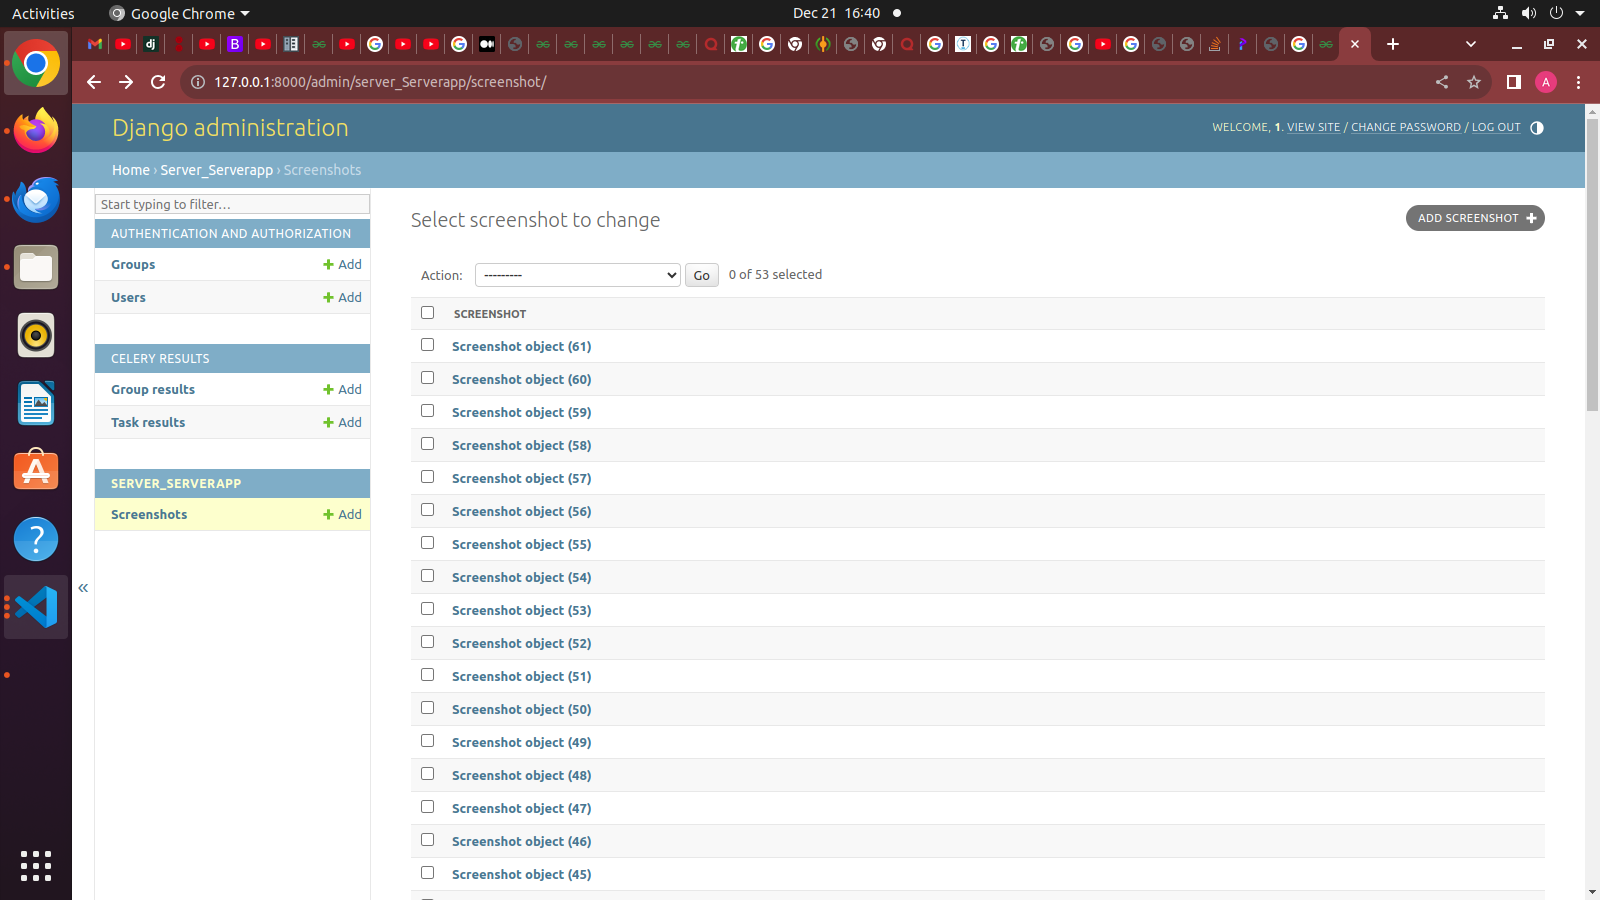 Activities
Google Chrome
Dec 21 16:40
127.0.0.1:8000/admin/server_Serverapp/screenshot/
A
Django administration
WELCOME, 1. VIEW SITE / CHANGE PASSWORD / LOG OUT
Home › Server_Serverapp › Screenshots
Start typing to filter...
AUTHENTICATION AND AUTHORIZATION
Groups + Add
Users + Add
CELERY RESULTS
Group results + Add
Task results + Add
SERVER_SERVERAPP
Screenshots + Add
«
Select screenshot to change
ADD SCREENSHOT +
Action: --------- Go 0 of 53 selected
SCREENSHOT
Screenshot object (61)
Screenshot object (60)
Screenshot object (59)
Screenshot object (58)
Screenshot object (57)
Screenshot object (56)
Screenshot object (55)
Screenshot object (54)
Screenshot object (53)
Screenshot object (52)
Screenshot object (51)
Screenshot object (50)
Screenshot object (49)
Screenshot object (48)
Screenshot object (47)
Screenshot object (46)
Screenshot object (45)